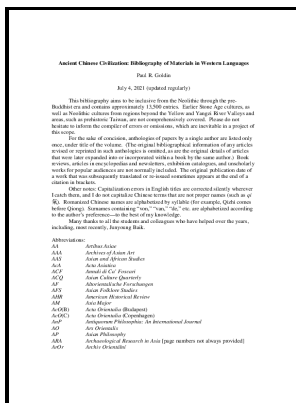 Ancient Chinese Civilization: Bibliography of Materials in Western Languages
Paul R. Goldin
July 4, 2021 (updated regularly)
This bibliography aims to be inclusive from the Neolithic through the pre-
Buddhist era and contains approximately 13,500 entries. Earlier Stone Age cultures, as
well as Neolithic cultures from regions beyond the Yellow and Yangzi River Valleys and
areas, such as prehistoric Taiwan, are not comprehensively covered. Please do not
hesitate to inform the compiler of errors or omissions, which are inevitable in a project of
this scope.
For the sake of concision, anthologies of papers by a single author are listed only
once, under title of the volume. (The original bibliographical information of any articles
revised or reprinted in such anthologies is omitted, as are the original details of articles
that were later expanded into or incorporated within a book by the same author.) Book
reviews, articles in encyclopedias and newsletters, exhibition catalogues, and unscholarly
works for popular audiences are not normally included. The original publication date of
a work that was subsequently translated or re-issued sometimes appears at the end of a
citation in brackets.
Other notes: Capitalization errors in English titles are corrected silently wherever
I catch them, and I do not capitalize Chinese terms that are not proper names (such as qi
氣). Romanized Chinese names are alphabetized by syllable (for example, Qihu comes
before Qiong). Surnames containing "von," "van," "de," etc. are alphabetized according
to the author's preference—to the best of my knowledge.
Many thanks to all the students and colleagues who have helped over the years,
including, most recently, Junyoung Baik.
Abbreviations:
AA Artibus Asiae
AAA Archives of Asian Art
AAS Asian and African Studies
AcA Acta Asiatica
ACF Annali di Ca' Foscari
ACQ Asian Culture Quarterly
AF Altorientalische Forschungen
AFS Asian Folklore Studies
AHR American Historical Review
AM Asia Major
AcO(B) Acta Orientalia (Budapest)
AcO(C) Acta Orientalia (Copenhagen)
AnP Antiquorum Philosophia: An International Journal
AO Ars Orientalis
AP Asian Philosophy
ARA Archaeological Research in Asia [page numbers not always provided]
ArOr Archiv Orientální